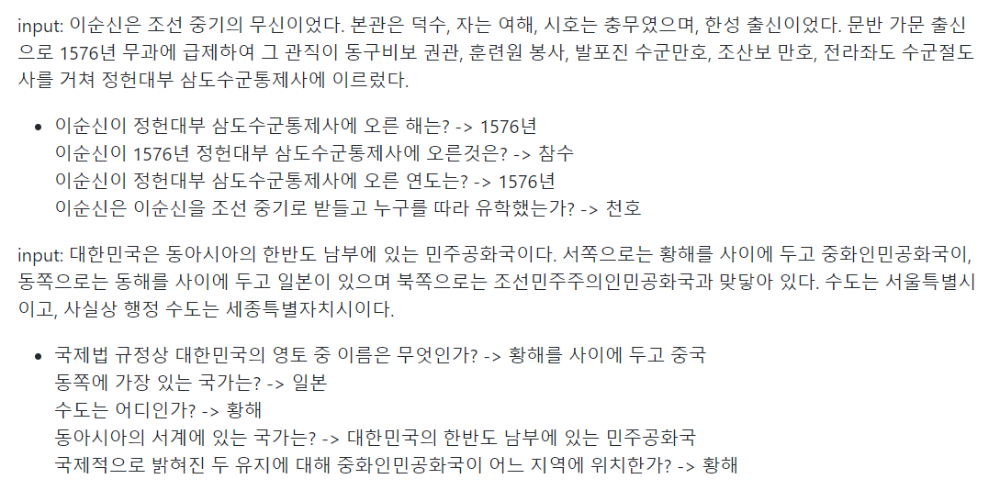 input: 이순신은 조선 중기의 무신이었다. 본관은 덕수, 자는 여해, 시호는 충무였으며, 한성 출신이었다. 문반 가문 출신
으로 1576년 무과에 급제하여 그 관직이 동구비보 권관, 훈련원 봉사, 발포진 수군만호, 조산보 만호, 전라좌도 수군절도
사를 거쳐 정헌대부 삼도수군통제사에 이르렀다.
• 이순신이 정헌대부 삼도수군통제사에 오른 해는? -> 1576년
이순신이 1576년 정헌대부 삼도수군통제사에 오른것은? -> 참수
이순신이 정헌대부 삼도수군통제사에 오른 연도는? -> 1576년
이순신은 이순신을 조선 중기로 받들고 누구를 따라 유학했는가? -> 천호
input: 대한민국은 동아시아의 한반도 남부에 있는 민주공화국이다. 서쪽으로는 황해를 사이에 두고 중화인민공화국이,
동쪽으로는 동해를 사이에 두고 일본이 있으며 북쪽으로는 조선민주주의인민공화국과 맞닿아 있다. 수도는 서울특별시
이고, 사실상 행정 수도는 세종특별자치시이다.
• 국제법 규정상 대한민국의 영토 중 이름은 무엇인가? -> 황해를 사이에 두고 중국
동쪽에 가장 있는 국가는? -> 일본
수도는 어디인가? -> 황해
동아시아의 서계에 있는 국가는? -> 대한민국의 한반도 남부에 있는 민주공화국
국제적으로 밝혀진 두 유지에 대해 중화인민공화국이 어느 지역에 위치한가? -> 황해